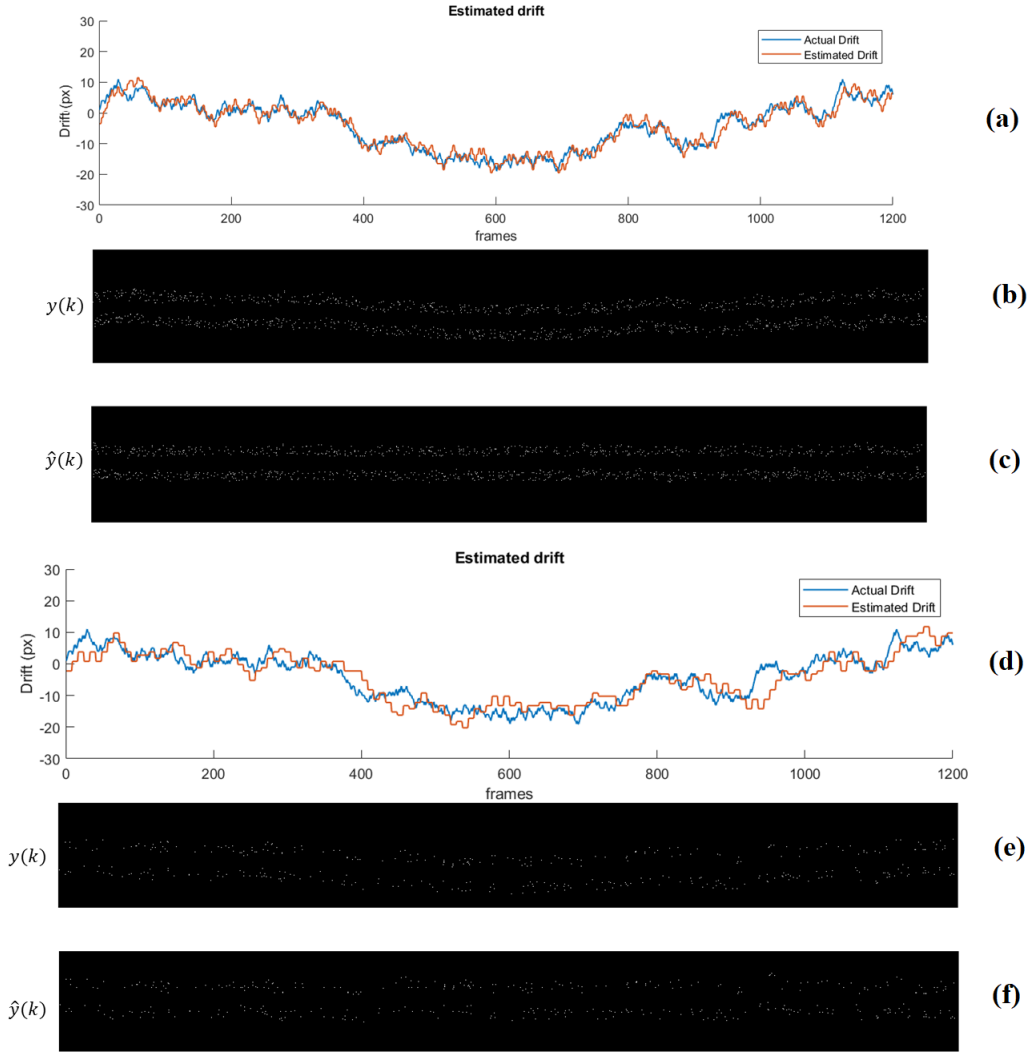 Estimated drift
30
20
10
0
-10
-20
-30
Drift (px)
Actual Drift
Estimated Drift
(a)
0 200 400 600 800 1000 1200
frames
y(k)
(b)
ŷ(k)
(c)
Estimated drift
30
20
10
0
-10
-20
-30
Drift (px)
Actual Drift
Estimated Drift
(d)
0 200 400 600 800 1000 1200
frames
y(k)
(e)
ŷ(k)
(f)